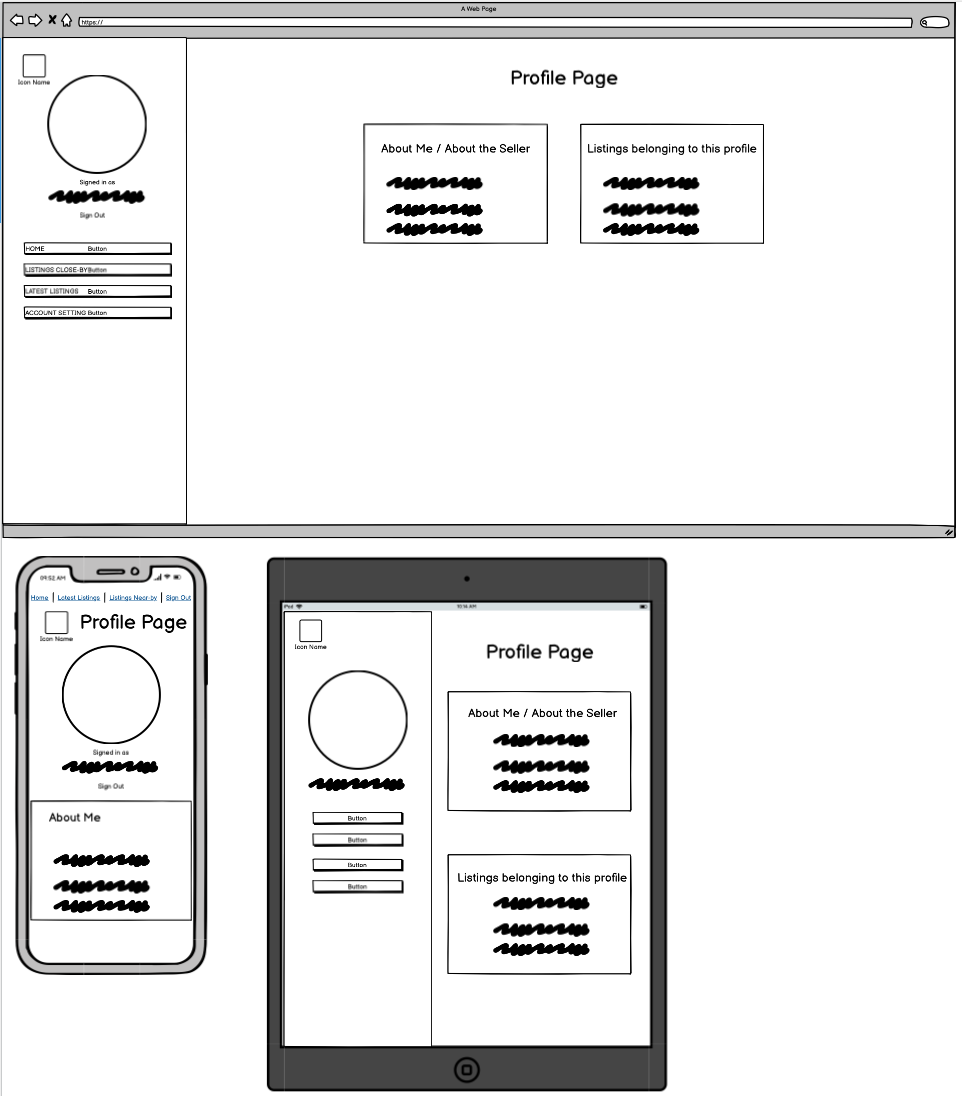 A Web Page
https://
Icon Name
Signed in as
Sign Out
HOME Button
LISTINGS CLOSE-BY Button
LATEST LISTINGS Button
ACCOUNT SETTING Button
Profile Page
About Me / About the Seller
Listings belonging to this profile
09:52 AM
Home | Latest Listings | Listings Near-by | Sign Out
Icon Name
Profile Page
Signed in as
Sign Out
About Me
iPad
10:14 AM
Icon Name
Button
Button
Button
Button
Profile Page
About Me / About the Seller
Listings belonging to this profile